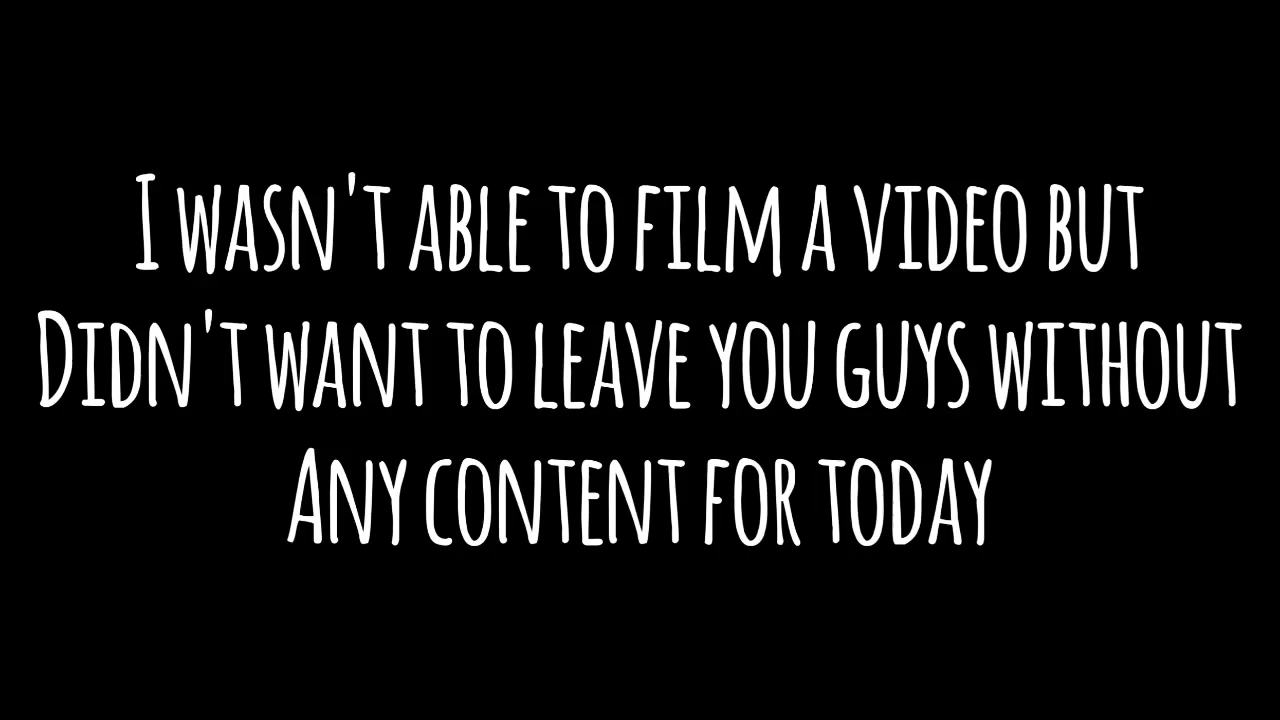 I wasn't able to film a video but
Didn't want to leave you guys without
Any content for today